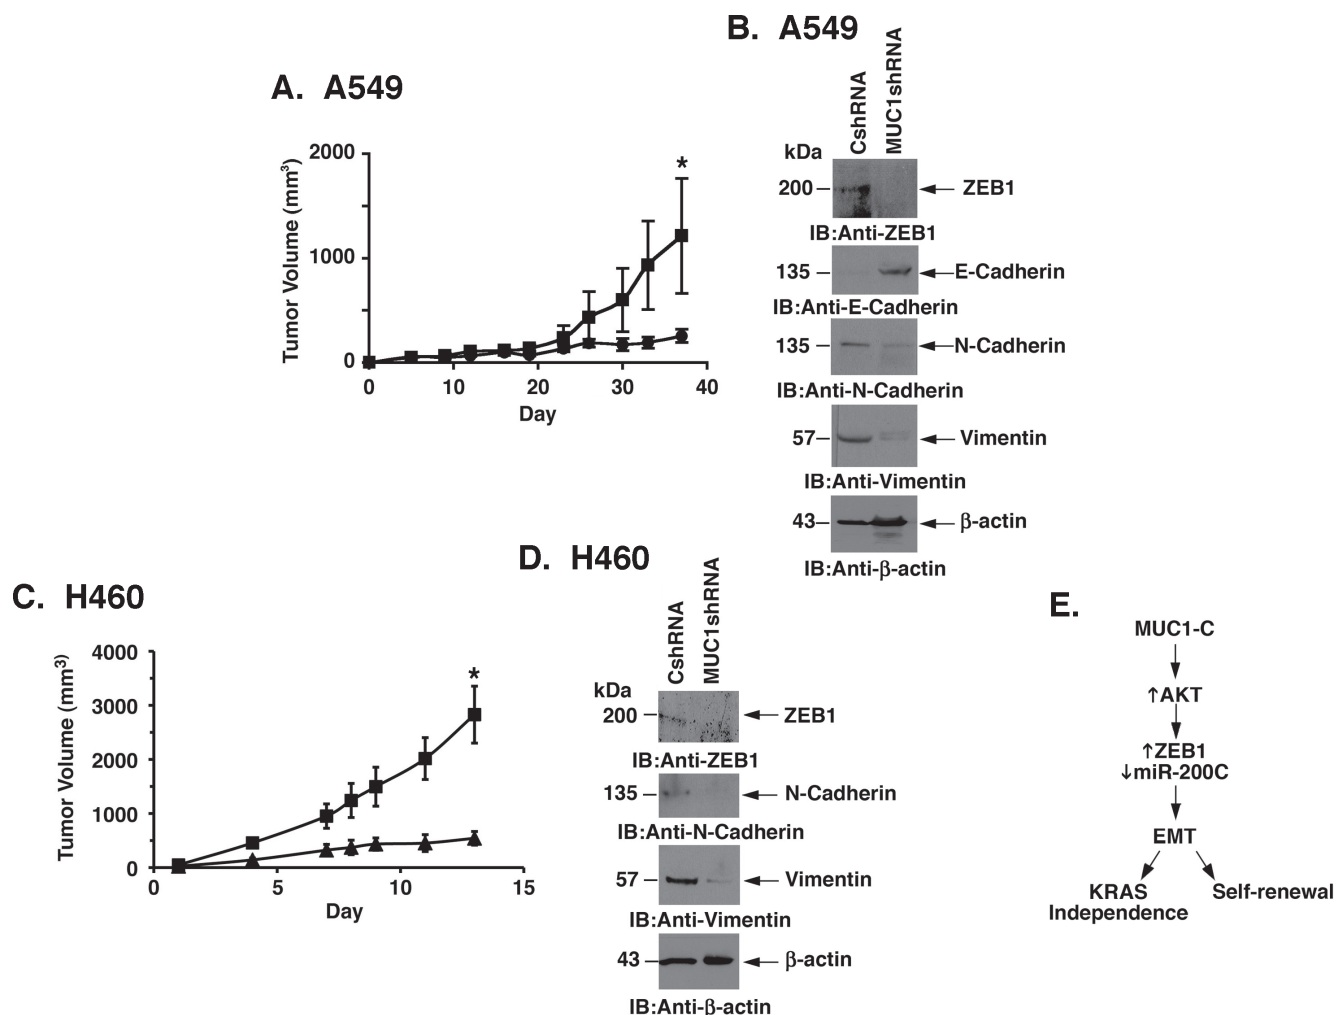 A. A549
Tumor Volume (mm³)
2000
1000
0
0 10 20 30 40
Day
*
B. A549
CshRNA
MUC1shRNA
kDa
200 ZEB1
IB:Anti-ZEB1
135 E-Cadherin
IB:Anti-E-Cadherin
135 N-Cadherin
IB:Anti-N-Cadherin
57 Vimentin
IB:Anti-Vimentin
43 β-actin
IB:Anti-β-actin
C. H460
Tumor Volume (mm³)
4000
3000
2000
1000
0
0 5 10 15
Day
*
D. H460
CshRNA
MUC1shRNA
kDa
200 ZEB1
IB:Anti-ZEB1
135 N-Cadherin
IB:Anti-N-Cadherin
57 Vimentin
IB:Anti-Vimentin
43 β-actin
IB:Anti-β-actin
E.
MUC1-C
↑AKT
↑ZEB1
↓miR-200C
EMT
KRAS
Independence
Self-renewal